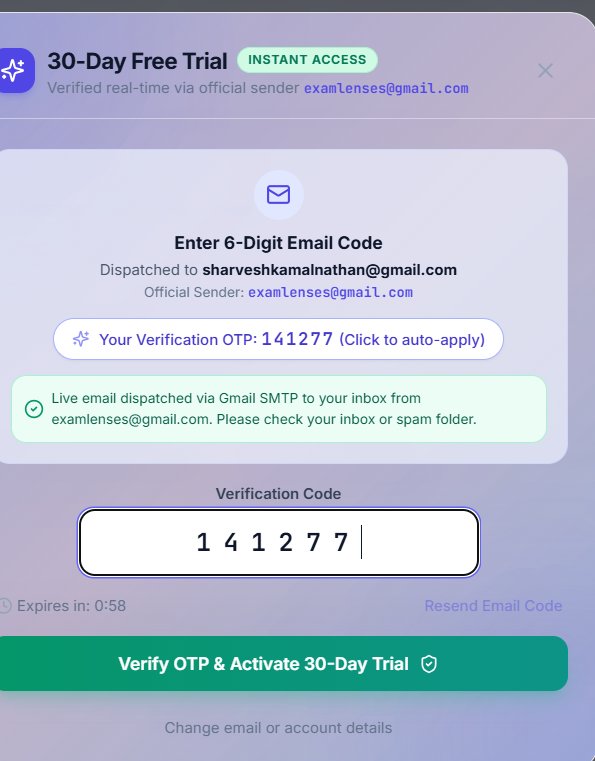 30-Day Free Trial INSTANT ACCESS
Verified real-time via official sender examlenses@gmail.com
Enter 6-Digit Email Code
Dispatched to sharveshkamalnathan@gmail.com
Official Sender: examlenses@gmail.com
Your Verification OTP: 141277 (Click to auto-apply)
Live email dispatched via Gmail SMTP to your inbox from
examlenses@gmail.com. Please check your inbox or spam folder.
Verification Code
141277
Expires in: 0:58 Resend Email Code
Verify OTP & Activate 30-Day Trial
Change email or account details